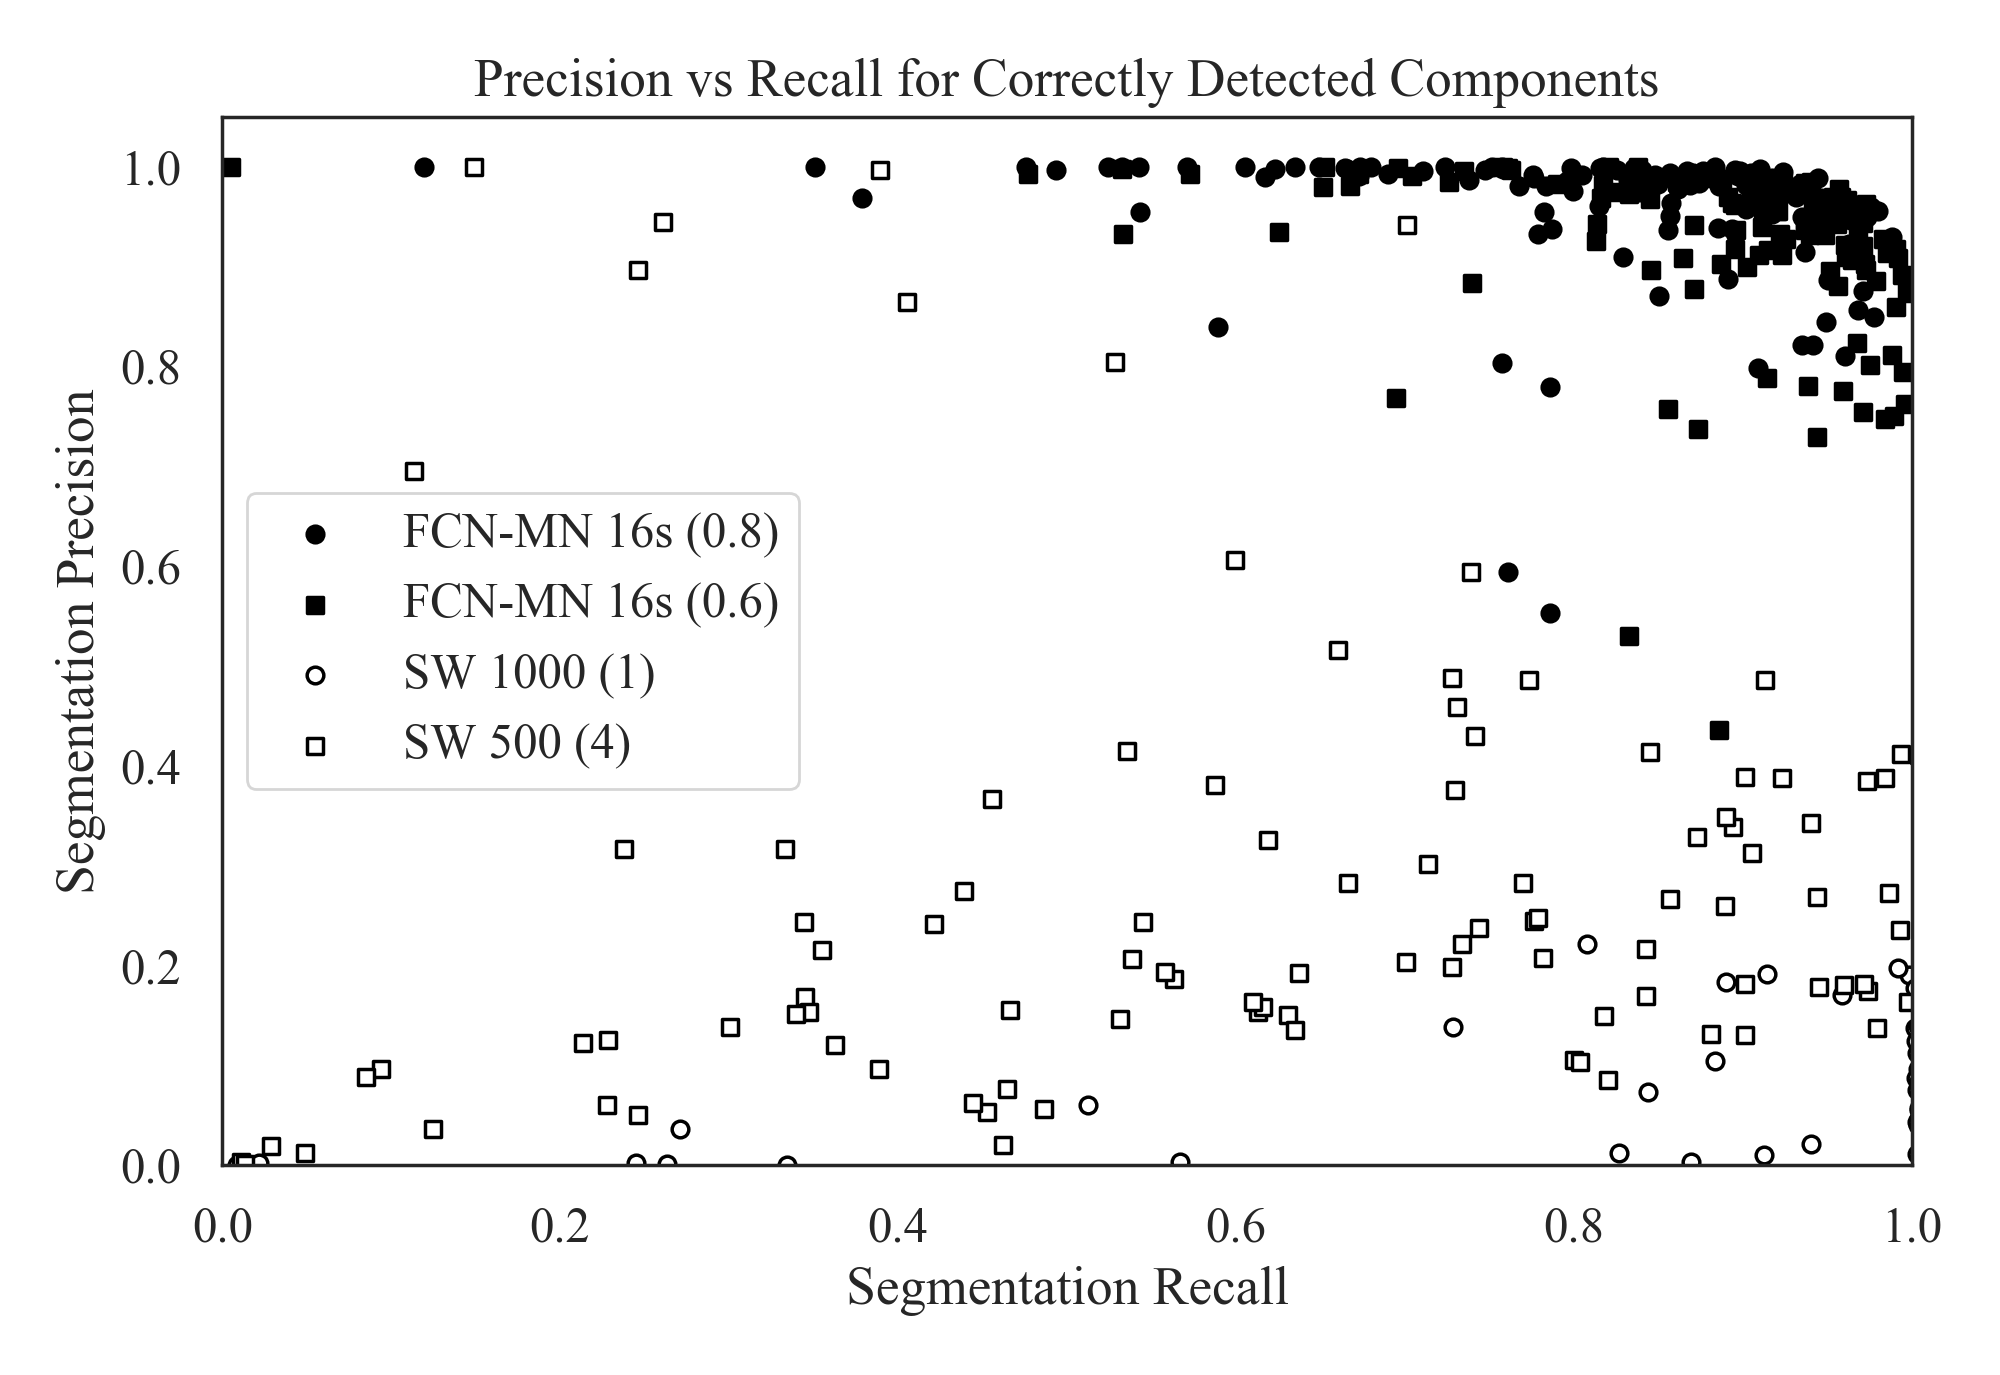 Precision vs Recall for Correctly Detected Components
Segmentation Precision
1.0
0.8
0.6
0.4
0.2
0.0
FCN-MN 16s (0.8)
FCN-MN 16s (0.6)
SW 1000 (1)
SW 500 (4)
0.0 0.2 0.4 0.6 0.8 1.0
Segmentation Recall